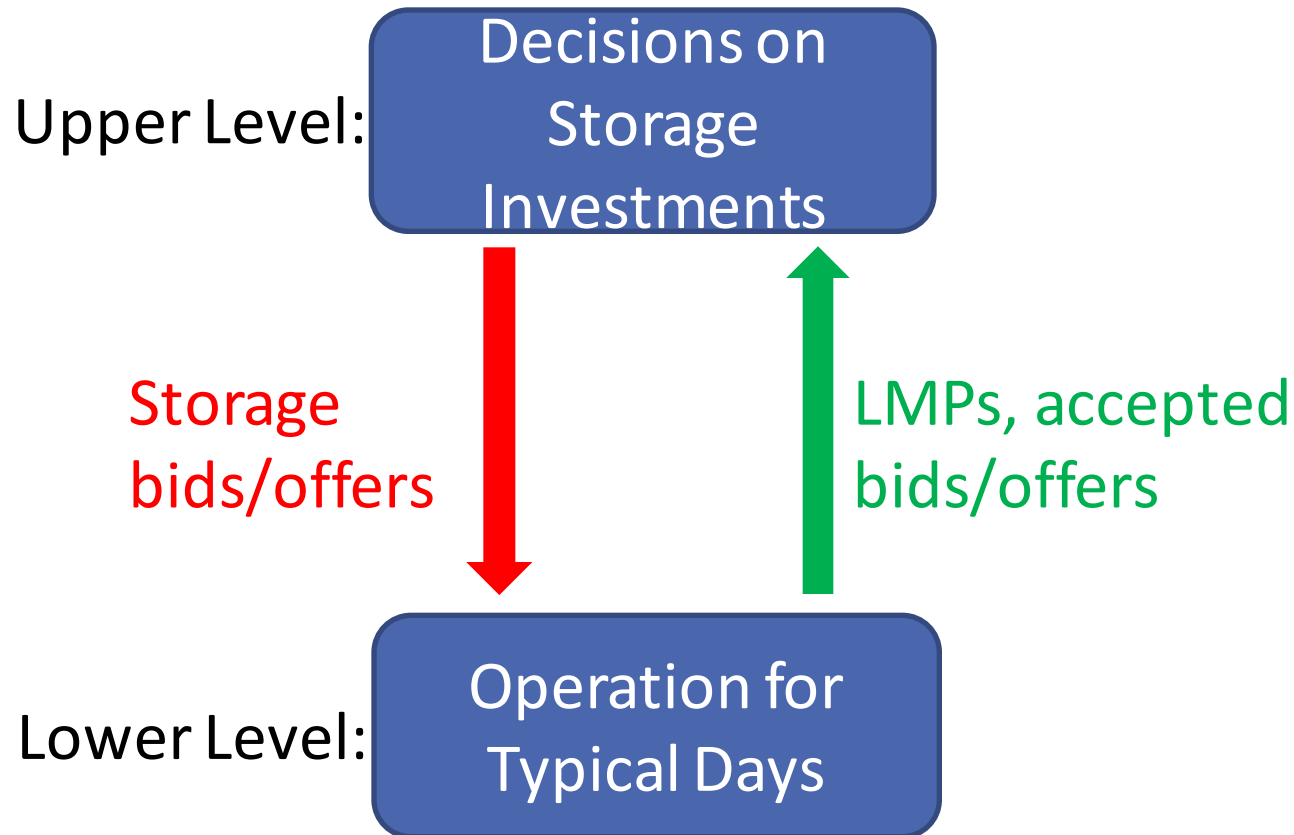 Decisions on
Storage
Investments
Upper Level:
Storage
bids/offers
LMPs, accepted
bids/offers
Operation for
Typical Days
Lower Level: